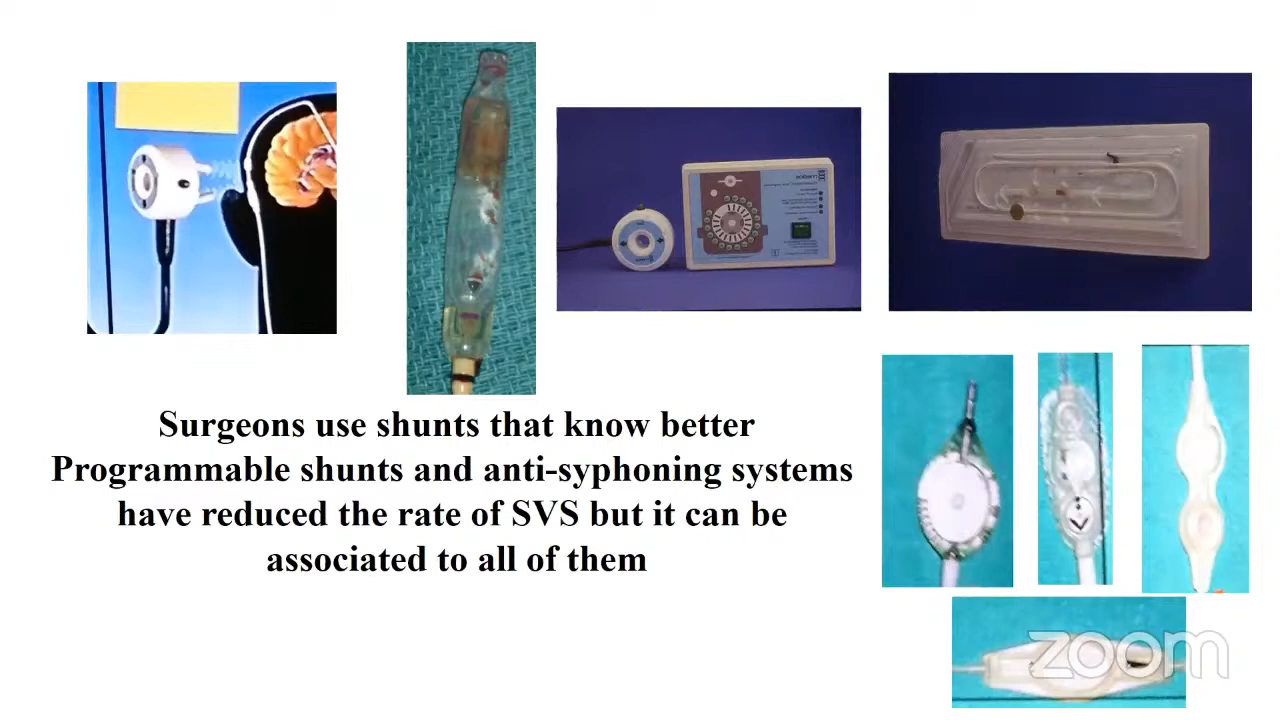 Surgeons use shunts that know better
Programmable shunts and anti-syphoning systems
have reduced the rate of SVS but it can be
associated to all of them
zoom